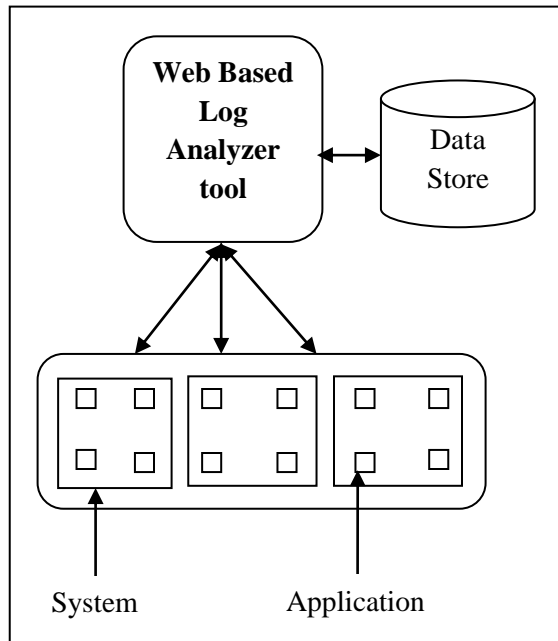 Web Based
Log
Analyzer
tool
Data
Store
System
Application